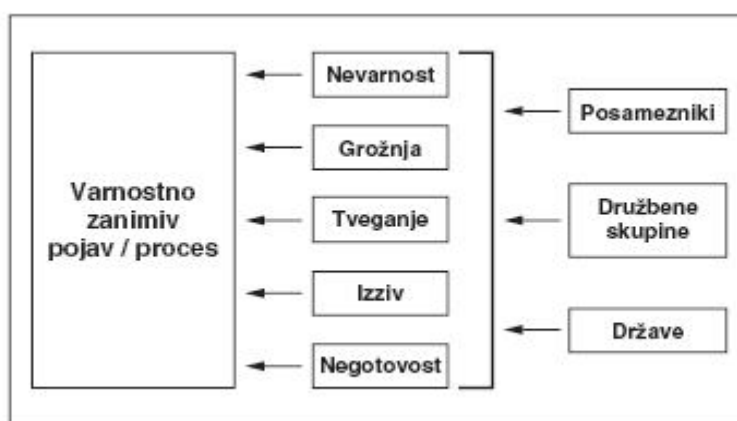 Varnostno
zanimiv
pojav / proces
Nevarnost
Grožnja
Tveganje
Izziv
Negotovost
Posamezniki
Družbene
skupine
Države